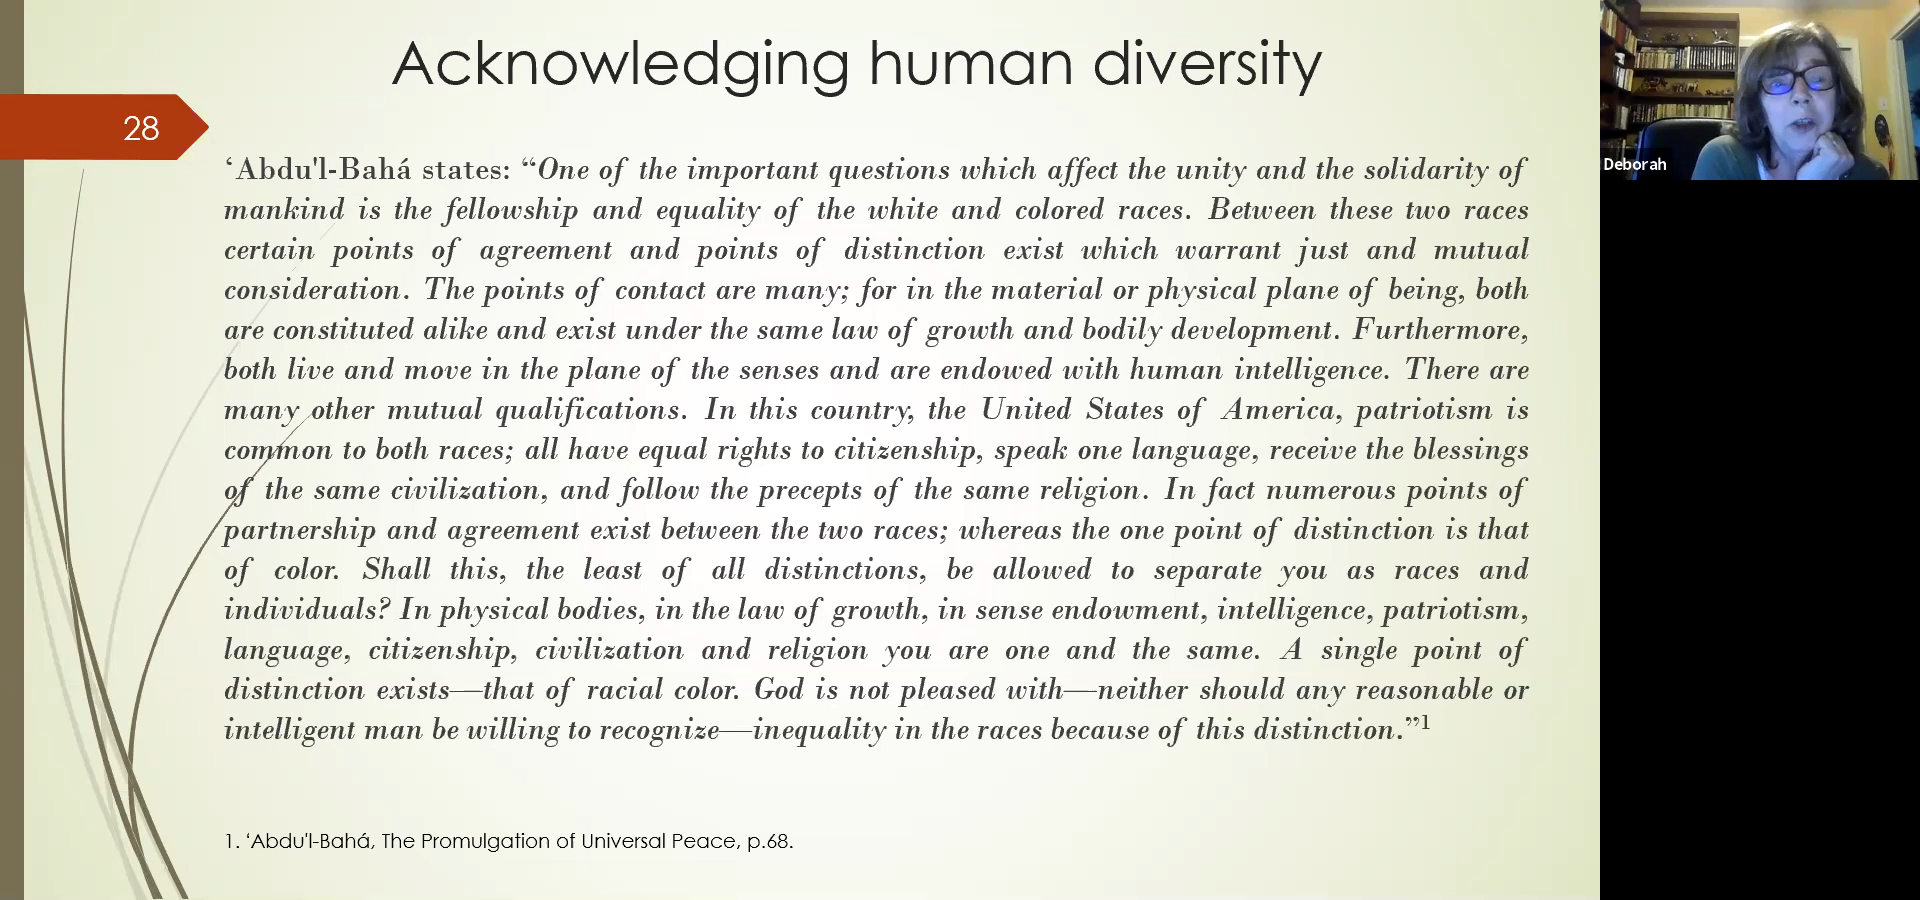 Acknowledging human diversity
28
‘Abdu'l-Bahá states: “One of the important questions which affect the unity and the solidarity of
mankind is the fellowship and equality of the white and colored races. Between these two races
certain points of agreement and points of distinction exist which warrant just and mutual
consideration. The points of contact are many; for in the material or physical plane of being, both
are constituted alike and exist under the same law of growth and bodily development. Furthermore,
both live and move in the plane of the senses and are endowed with human intelligence. There are
many other mutual qualifications. In this country, the United States of America, patriotism is
common to both races; all have equal rights to citizenship, speak one language, receive the blessings
of the same civilization, and follow the precepts of the same religion. In fact numerous points of
partnership and agreement exist between the two races; whereas the one point of distinction is that
of color. Shall this, the least of all distinctions, be allowed to separate you as races and
individuals? In physical bodies, in the law of growth, in sense endowment, intelligence, patriotism,
language, citizenship, civilization and religion you are one and the same. A single point of
distinction exists—that of racial color. God is not pleased with—neither should any reasonable or
intelligent man be willing to recognize—inequality in the races because of this distinction.”1
1. ‘Abdu'l-Bahá, The Promulgation of Universal Peace, p.68.
Deborah